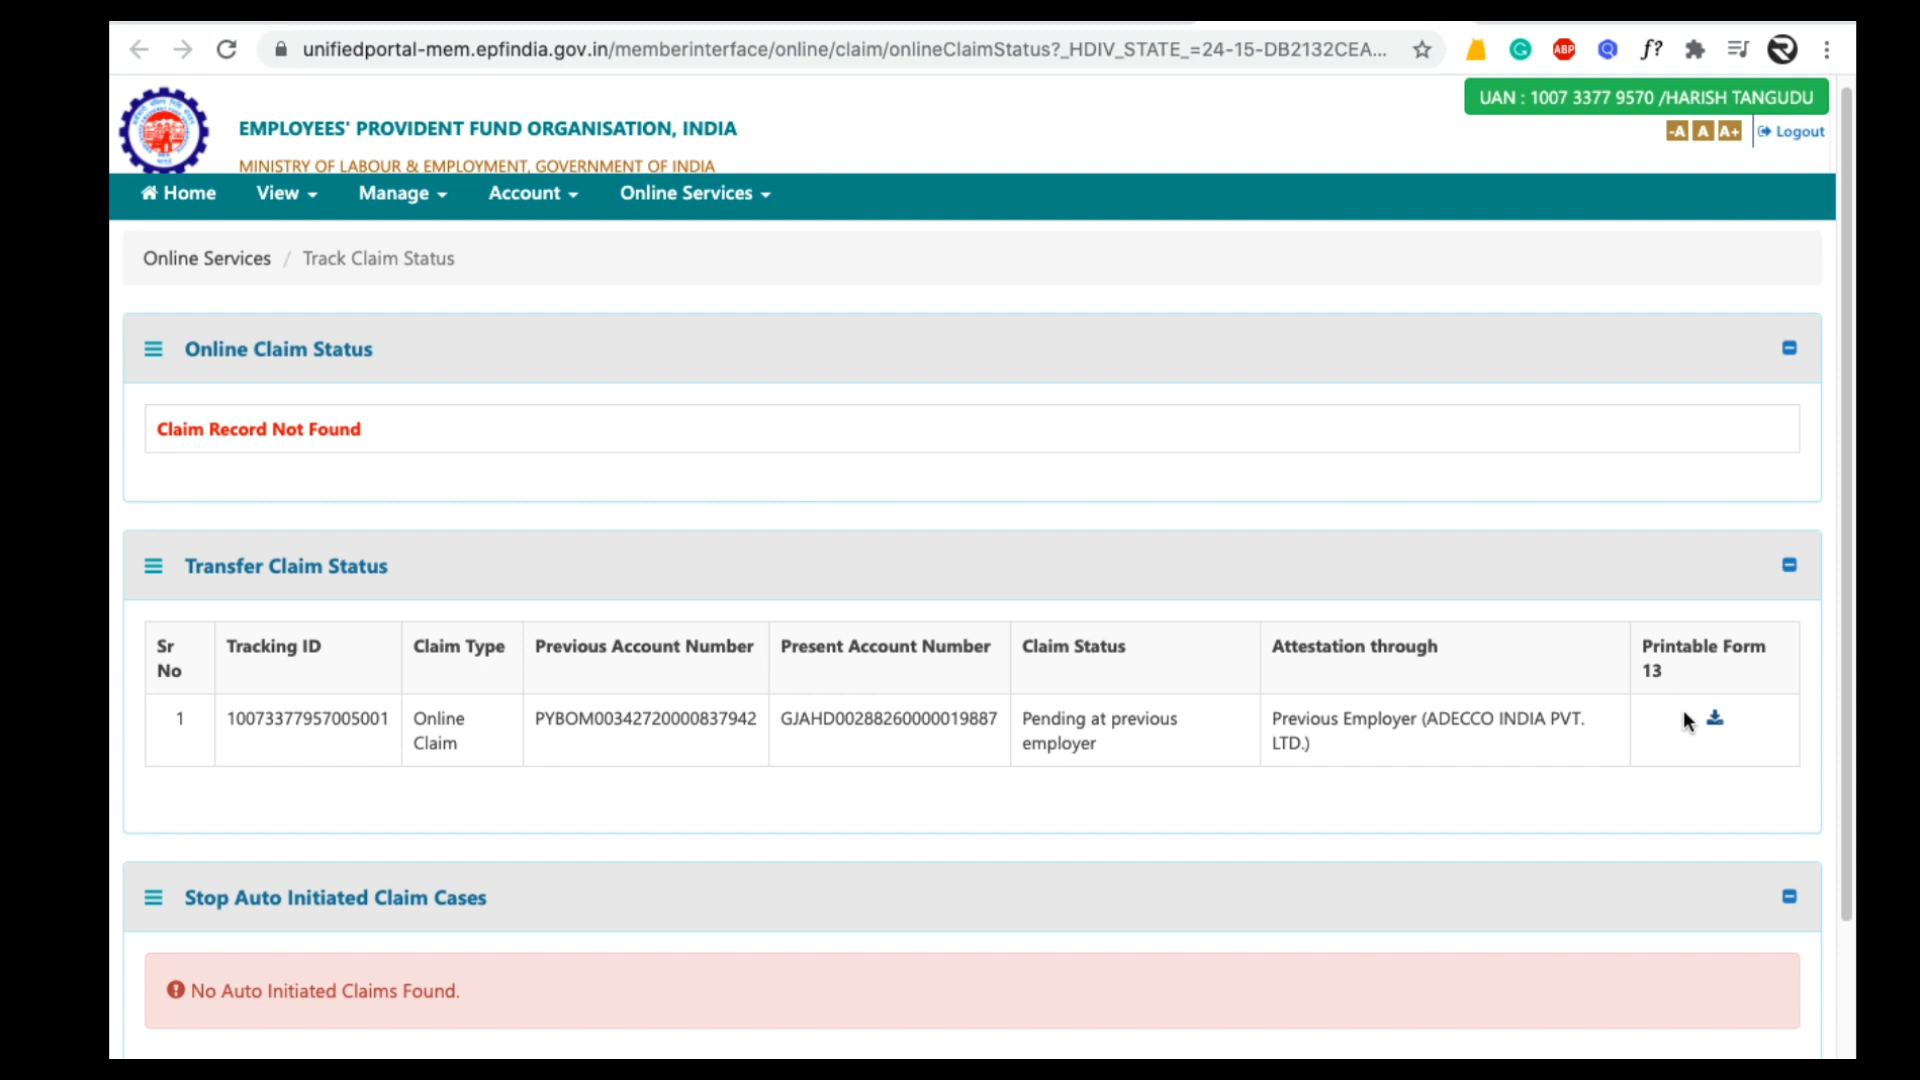 unifiedportal-mem.epfindia.gov.in/memberinterface/online/claim/onlineClaimStatus?_HDIV_STATE_=24-15-DB2132CEA...
ABP
f?
UAN : 1007 3377 9570 /HARISH TANGUDU
EMPLOYEES' PROVIDENT FUND ORGANISATION, INDIA
-A A A+ Logout
MINISTRY OF LABOUR & EMPLOYMENT, GOVERNMENT OF INDIA
Home View Manage Account Online Services
Online Services / Track Claim Status
Online Claim Status
Claim Record Not Found
Transfer Claim Status
Sr No Tracking ID Claim Type Previous Account Number Present Account Number Claim Status Attestation through Printable Form 13
1 10073377957005001 Online Claim PYBOM00342720000837942 GJAHD00288260000019887 Pending at previous employer Previous Employer (ADECCO INDIA PVT. LTD.)
Stop Auto Initiated Claim Cases
No Auto Initiated Claims Found.